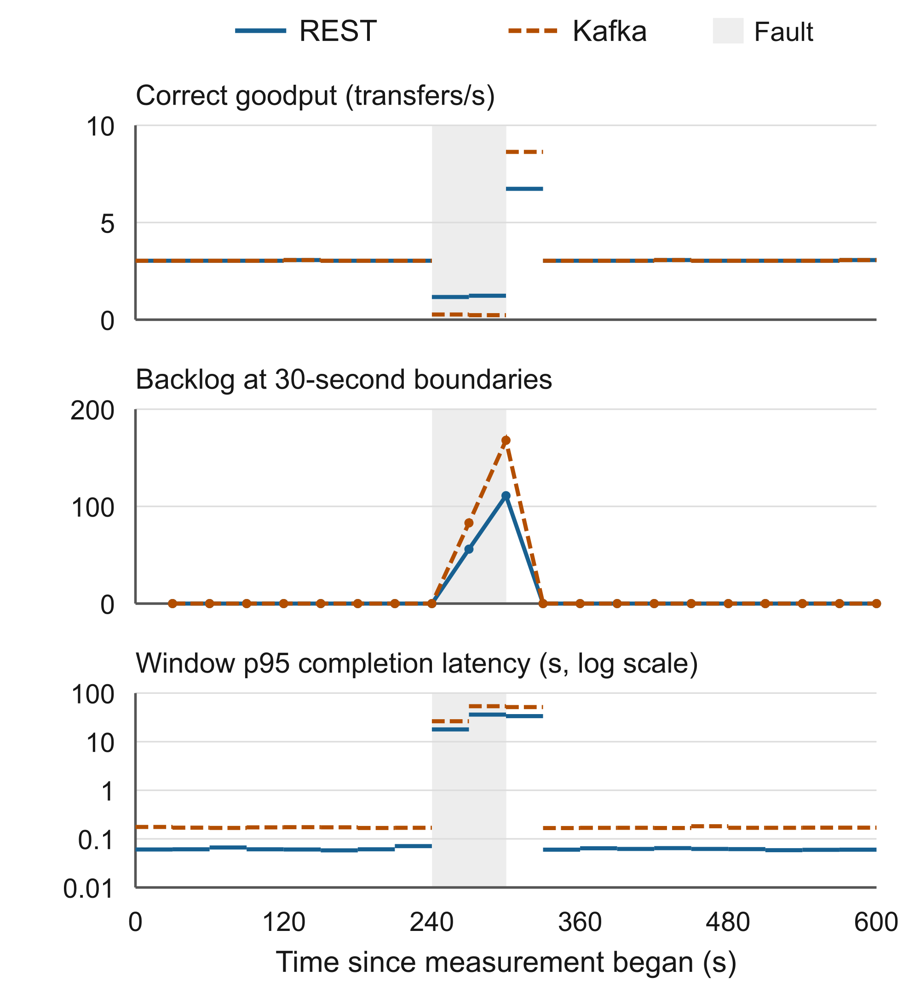 REST Kafka Fault
Correct goodput (transfers/s)
10
5
0
Backlog at 30-second boundaries
200
100
0
Window p95 completion latency (s, log scale)
100
10
1
0.1
0.01
0 120 240 360 480 600
Time since measurement began (s)